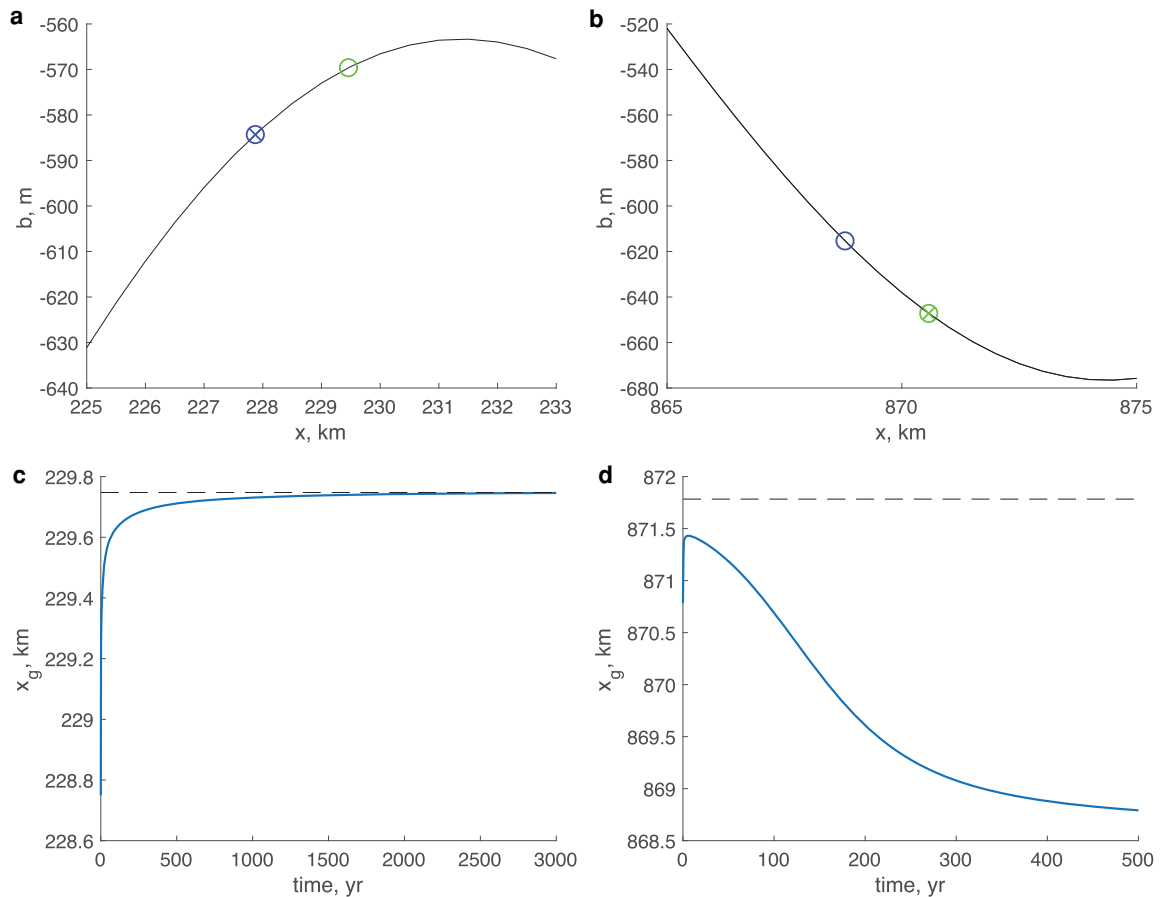 a
-560
-570
-580
-590
-600
-610
-620
-630
-640
b, m
225 226 227 228 229 230 231 232 233
x, km
b
-520
-540
-560
-580
-600
-620
-640
-660
-680
b, m
865 870 875
x, km
c
229.8
229.6
229.4
229.2
229
228.8
228.6
x_g, km
0 500 1000 1500 2000 2500 3000
time, yr
d
872
871.5
871
870.5
870
869.5
869
868.5
x_g, km
0 100 200 300 400 500
time, yr